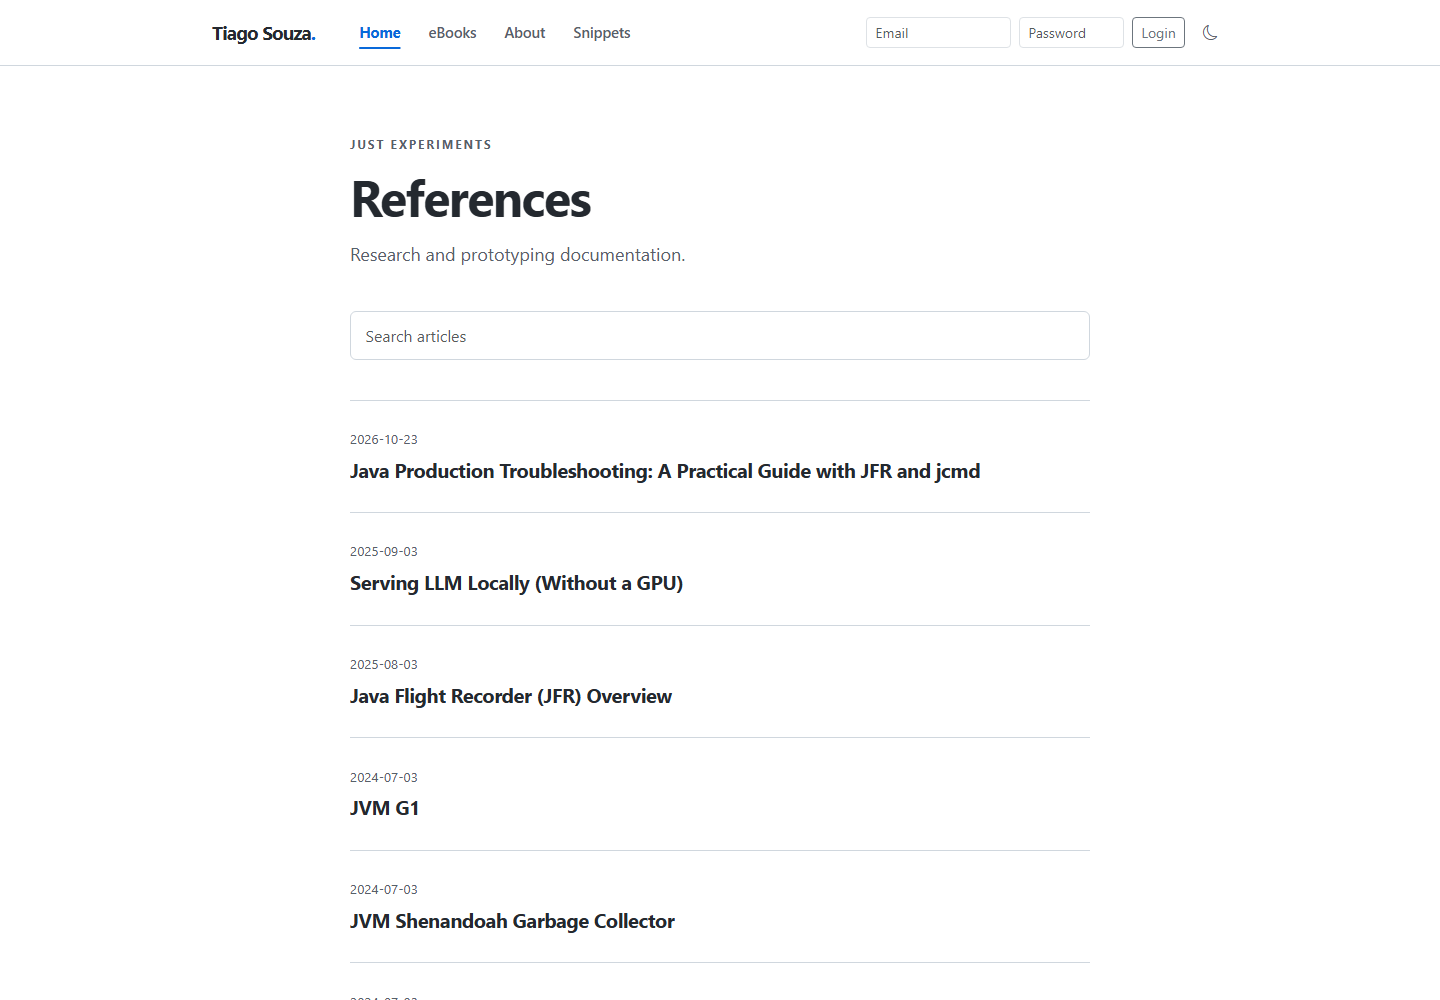 Tiago Souza.
Home
eBooks
About
Snippets
Email
Password
Login
JUST EXPERIMENTS
References
Research and prototyping documentation.
Search articles
2026-10-23
Java Production Troubleshooting: A Practical Guide with JFR and jcmd
2025-09-03
Serving LLM Locally (Without a GPU)
2025-08-03
Java Flight Recorder (JFR) Overview
2024-07-03
JVM G1
2024-07-03
JVM Shenandoah Garbage Collector